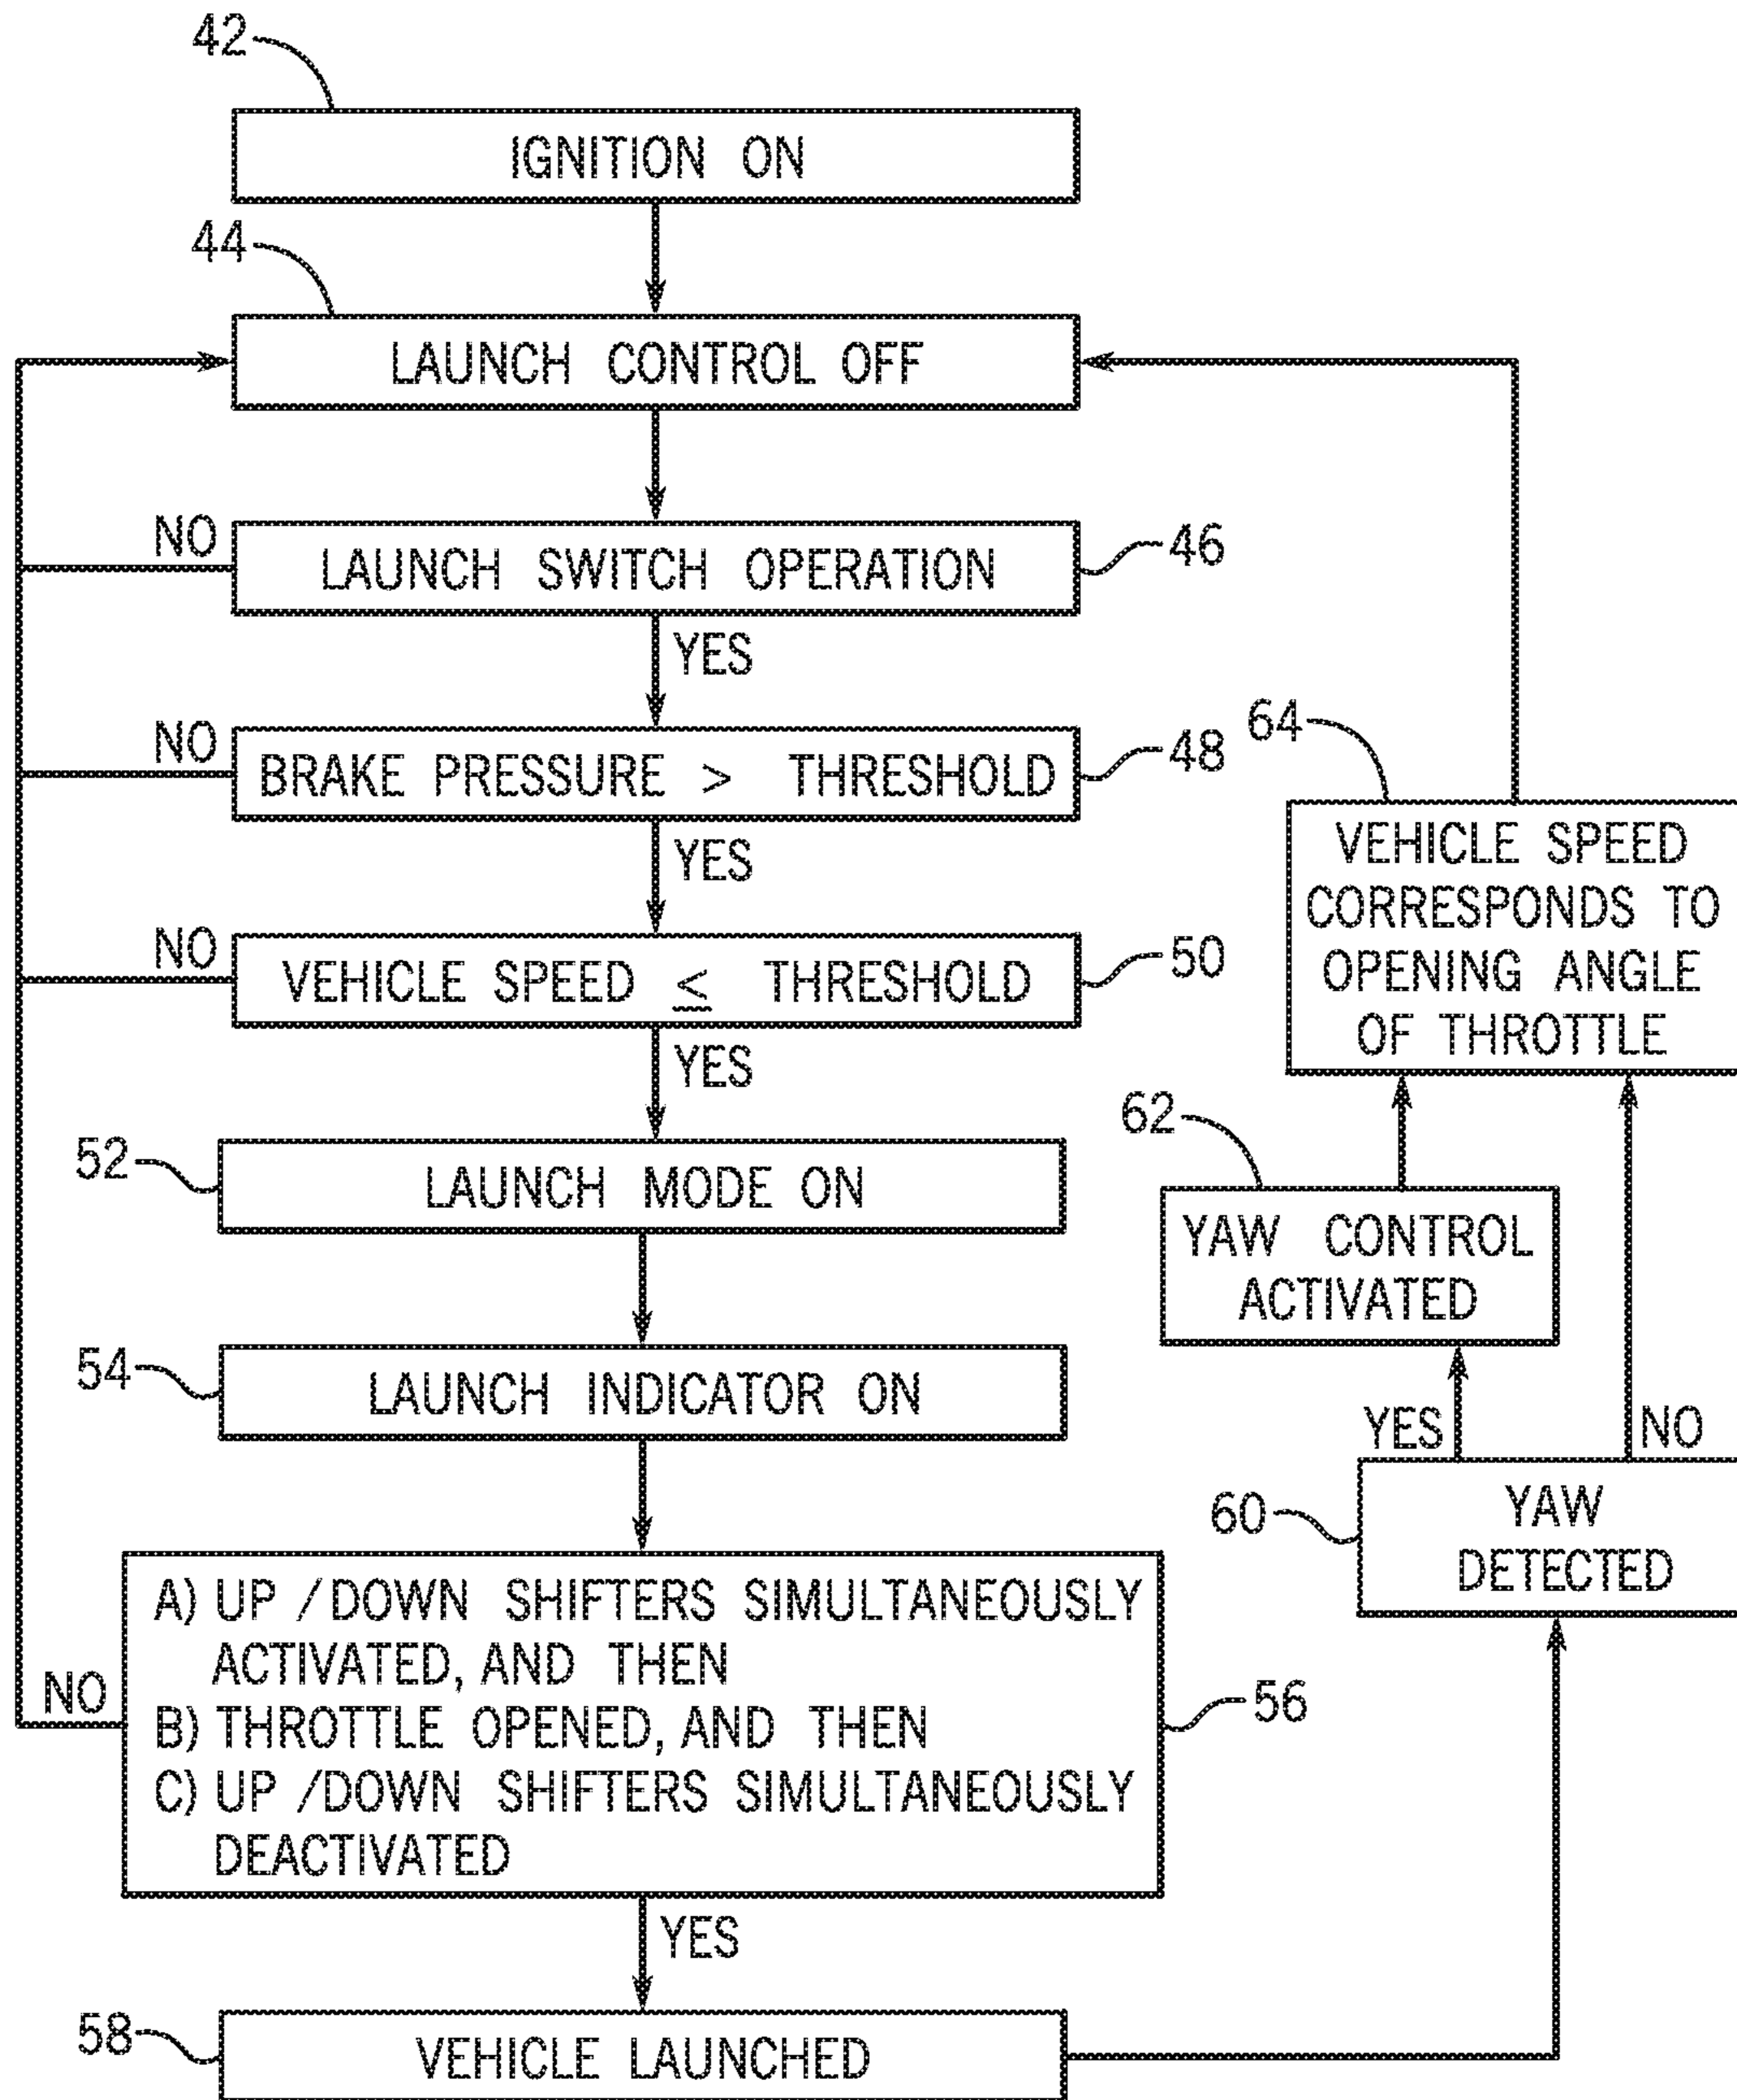 42
IGNITION ON
44
LAUNCH CONTROL OFF
NO
LAUNCH SWITCH OPERATION
46
YES
NO
BRAKE PRESSURE > THRESHOLD
48
YES
NO
VEHICLE SPEED ≤ THRESHOLD
50
YES
52
LAUNCH MODE ON
54
LAUNCH INDICATOR ON
NO
A) UP /DOWN SHIFTERS SIMULTANEOUSLY
ACTIVATED, AND THEN
B) THROTTLE OPENED, AND THEN
C) UP /DOWN SHIFTERS SIMULTANEOUSLY
DEACTIVATED
56
YES
58
VEHICLE LAUNCHED
64
VEHICLE SPEED
CORRESPONDS TO
OPENING ANGLE
OF THROTTLE
62
YAW CONTROL
ACTIVATED
YES
NO
60
YAW
DETECTED